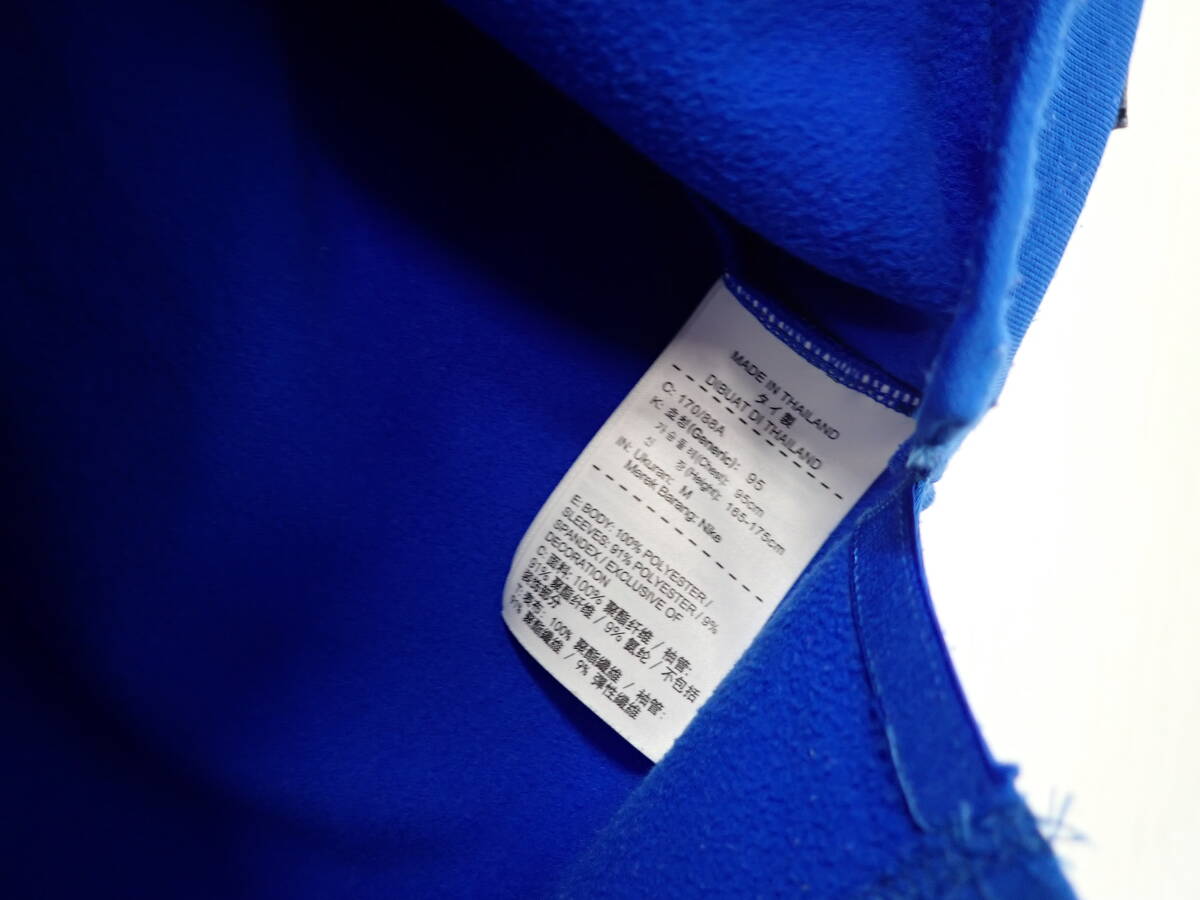 MADE IN THAILAND
タイ製
DIBUAT DI THAILAND
C: 170/88A
K: 호칭(Generic): 95
가슴둘레(Chest): 95cm
신 장(Height): 165-175cm
IN: Ukuran: M
Merek Barang: Nike
E: BODY: 100% POLYESTER /
SLEEVES: 91% POLYESTER / 9%
SPANDEX / EXCLUSIVE OF
DECORATION
C: 面料: 100% 聚酯纤维 / 袖管:
91% 聚酯纤维 / 9% 氨纶 / 不包括
装饰部分
T: 表布: 100% 聚酯纖維 / 袖管:
91% 聚酯纖維 / 9% 彈性纖維